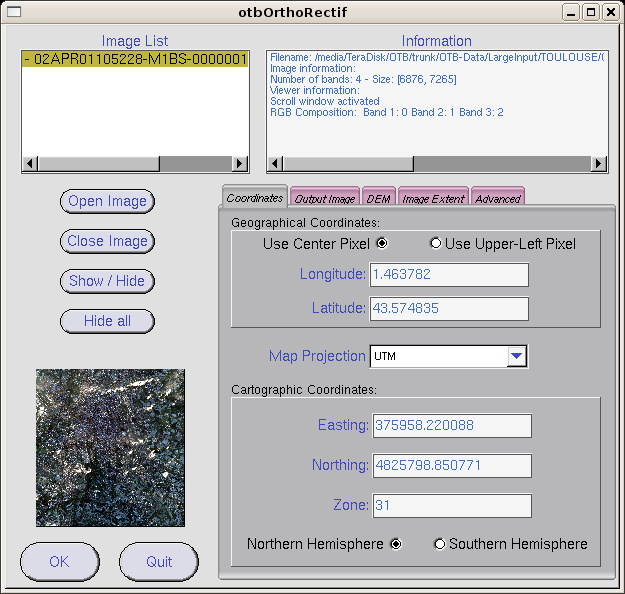 otbOrthoRectif
Image List
Information
- 02APR01105228-M1BS-0000001
Filename: /media/TeraDisk/OTB/trunk/OTB-Data/LargeInput/TOULOUSE/
Image information:
Number of bands: 4 - Size: [6876, 7265]
Viewer information:
Scroll window activated
RGB Composition: Band 1: 0 Band 2: 1 Band 3: 2
Open Image
Close Image
Show / Hide
Hide all
Coordinates Output Image DEM Image Extent Advanced
Geographical Coordinates:
Use Center Pixel Use Upper-Left Pixel
Longitude: 1.463782
Latitude: 43.574835
Map Projection UTM
Cartographic Coordinates:
Easting: 375958.220088
Northing: 4825798.850771
Zone: 31
Northern Hemisphere Southern Hemisphere
OK
Quit